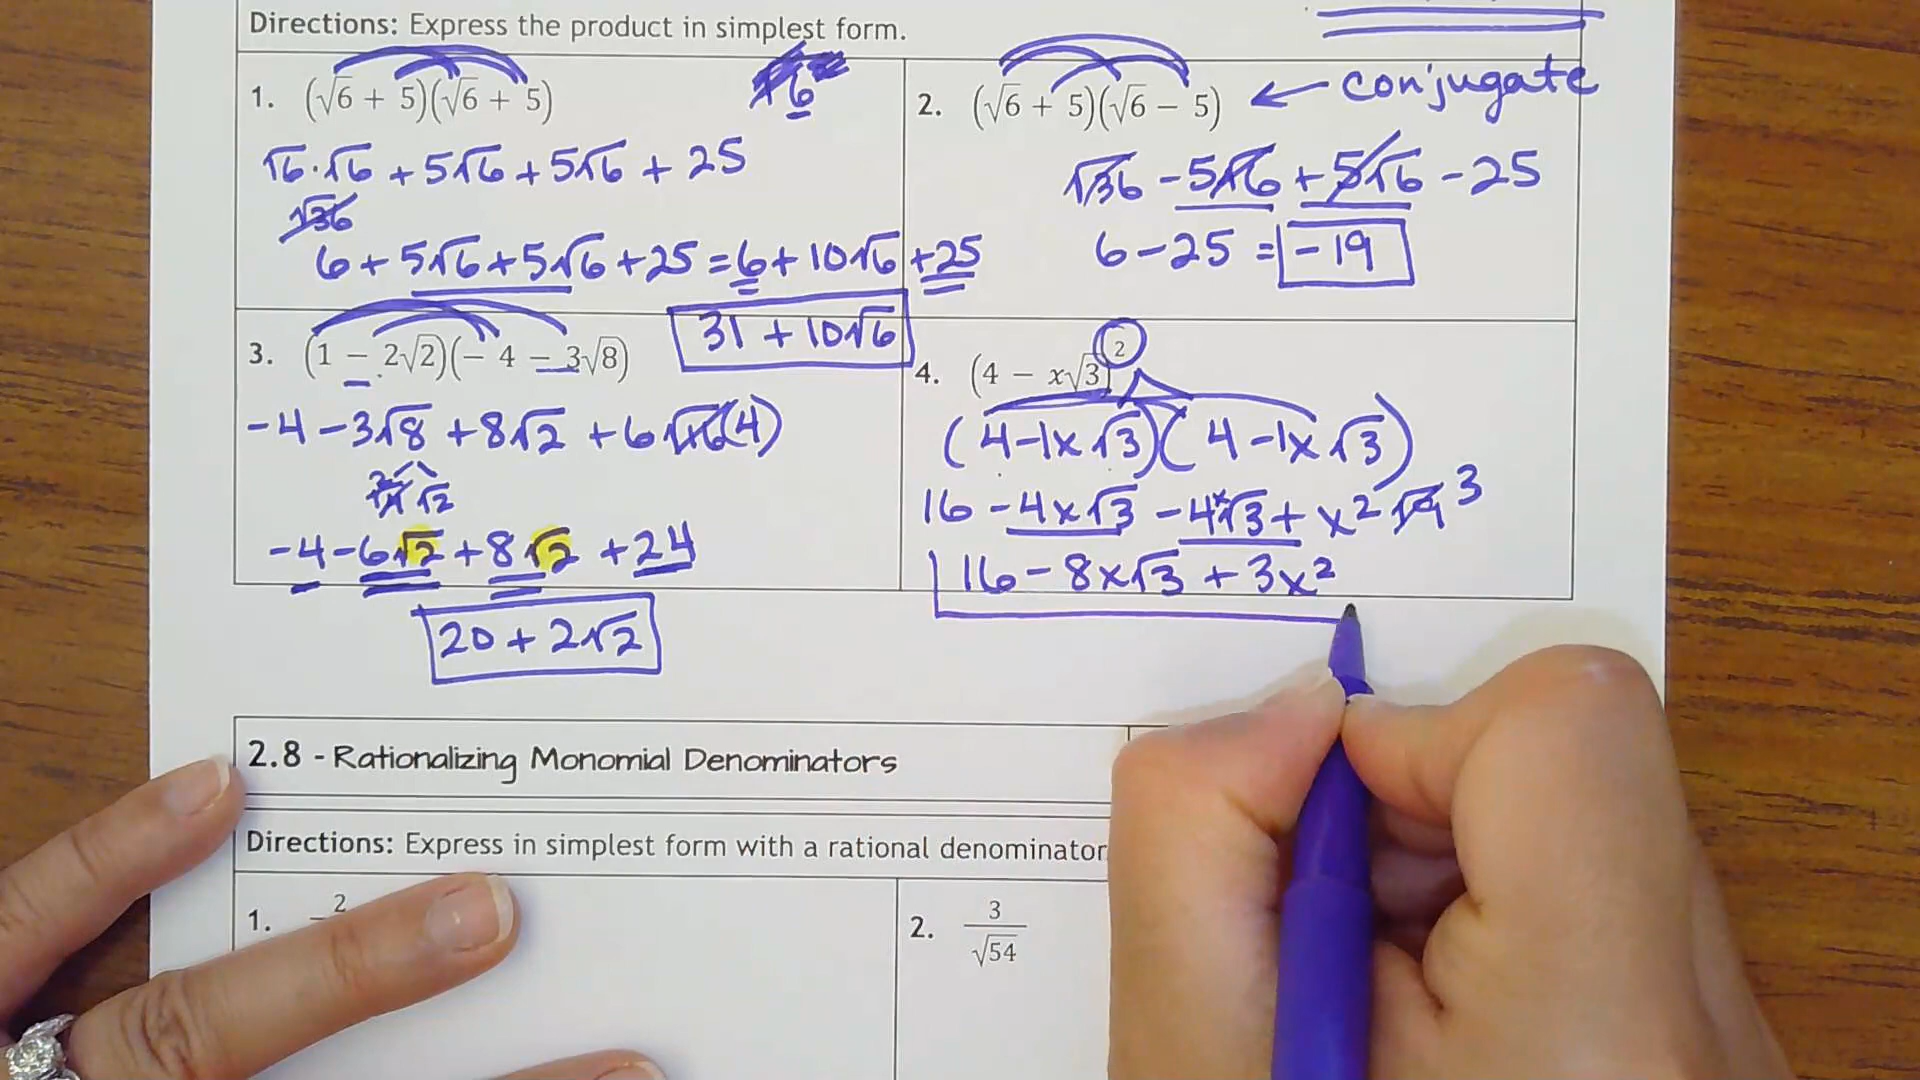 Directions: Express the product in simplest form.
1. (√6 + 5)(√6 + 5)
6
√6·√6 + 5√6 + 5√6 + 25
√36
6 + 5√6 + 5√6 + 25 = 6 + 10√6 + 25
31 + 10√6
2. (√6 + 5)(√6 − 5) ← conjugate
√36 − 5√6 + 5√6 − 25
6 − 25 = −19
3. (1 − 2√2)(− 4 − 3√8)
−4 − 3√8 + 8√2 + 6√16(4)
2
√4 √2
−4 − 6√2 + 8√2 + 24
20 + 2√2
4. (4 − x√3)²
(4 − 1x√3)(4 − 1x√3)
16 − 4x√3 − 4x√3 + x²√9 3
16 − 8x√3 + 3x²
2.8 - Rationalizing Monomial Denominators
Directions: Express in simplest form with a rational denominator
1. 2
2. 3/√54